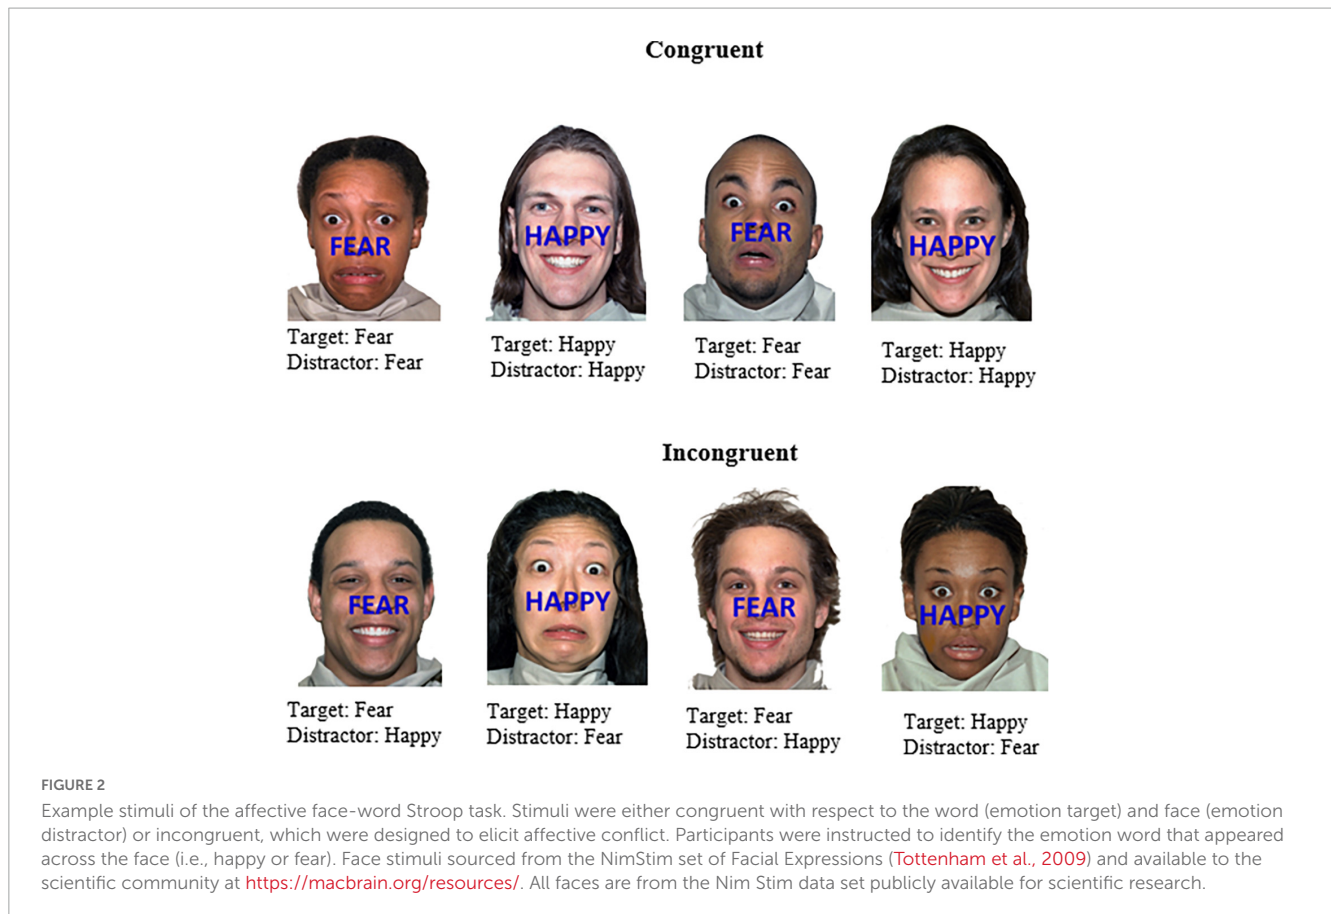 Congruent
FEAR
HAPPY
FEAR
HAPPY
Target: Fear
Distractor: Fear
Target: Happy
Distractor: Happy
Target: Fear
Distractor: Fear
Target: Happy
Distractor: Happy
Incongruent
FEAR
HAPPY
FEAR
HAPPY
Target: Fear
Distractor: Happy
Target: Happy
Distractor: Fear
Target: Fear
Distractor: Happy
Target: Happy
Distractor: Fear
FIGURE 2
Example stimuli of the affective face-word Stroop task. Stimuli were either congruent with respect to the word (emotion target) and face (emotion
distractor) or incongruent, which were designed to elicit affective conflict. Participants were instructed to identify the emotion word that appeared
across the face (i.e., happy or fear). Face stimuli sourced from the NimStim set of Facial Expressions (Tottenham et al., 2009) and available to the
scientific community at https://macbrain.org/resources/. All faces are from the Nim Stim data set publicly available for scientific research.